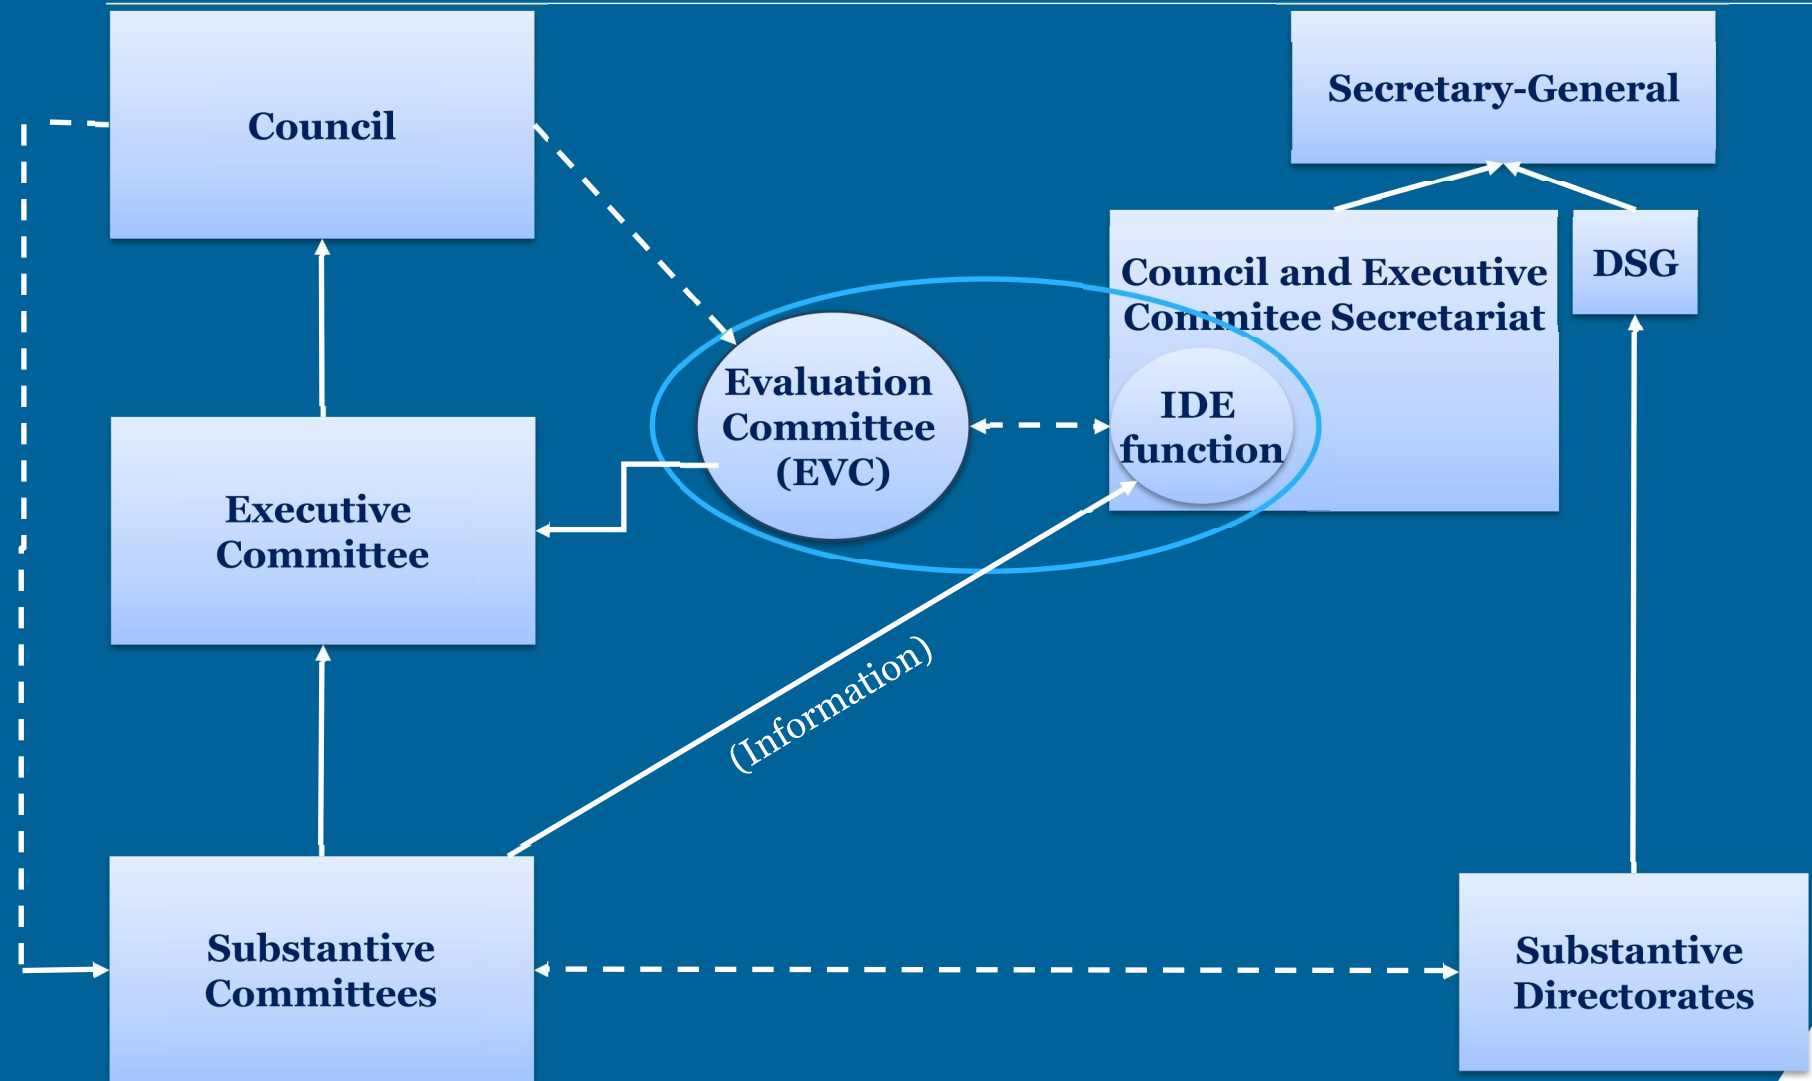 Council
Secretary-General
Council and Executive
Commitee Secretariat
DSG
Evaluation
Committee
(EVC)
IDE
function
Executive
Committee
(Information)
Substantive
Committees
Substantive
Directorates